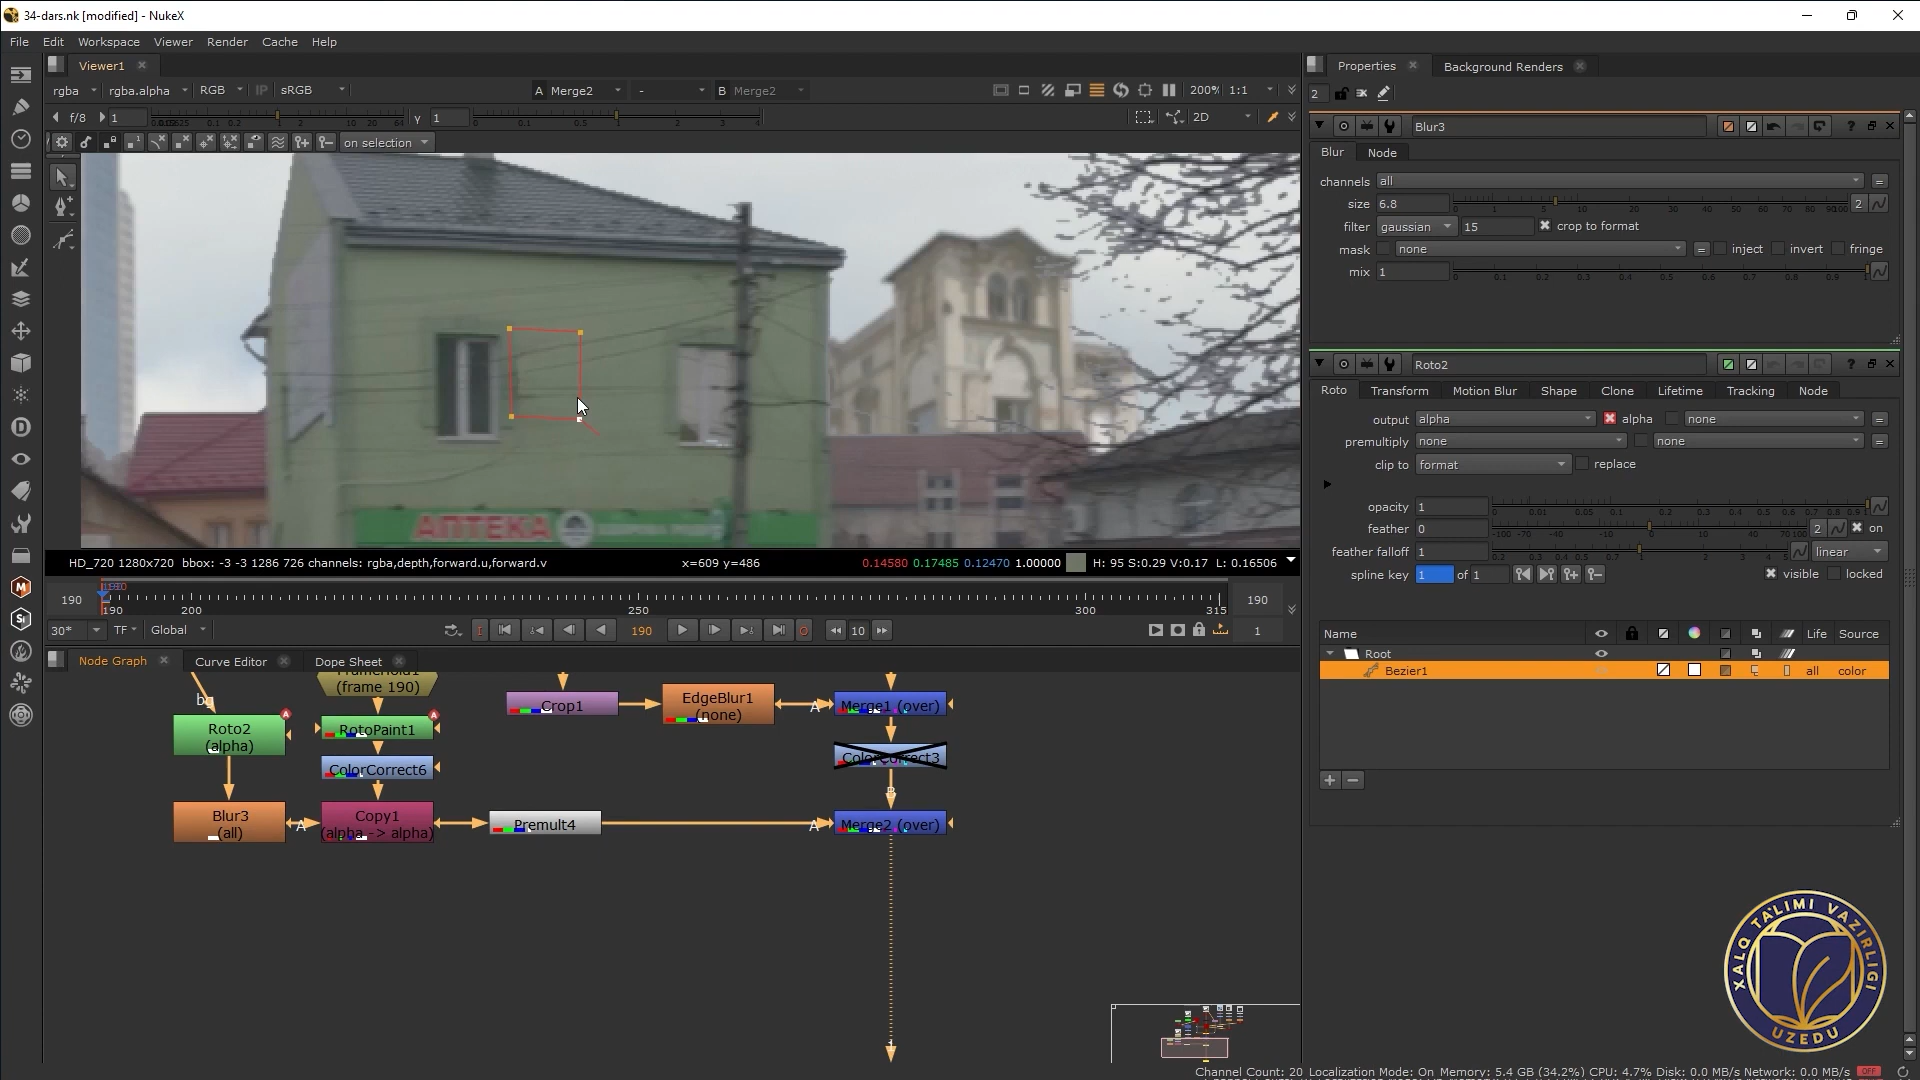 34-dars.nk [modified] - NukeX
File Edit Workspace Viewer Render Cache Help
Viewer1
rgba rgba.alpha RGB IP sRGB A Merge2 - B Merge2 200% 1:1
f/8 1 γ 1 2D
on selection
АПТЕКА
HD_720 1280x720 bbox: -3 -3 1286 726 channels: rgba,depth,forward.u,forward.v x=609 y=486 0.14580 0.17485 0.12470 1.00000 H: 95 S:0.29 V:0.17 L: 0.16506
190 190 200 250 300 315 190
30* TF Global 190 10 1
Node Graph Curve Editor Dope Sheet
bg
(frame 190)
Roto2
(alpha)
RotoPaint1
ColorCorrect6
Blur3
(all)
A
Copy1
(alpha -> alpha)
Premult4
Crop1
EdgeBlur1
(none)
A Merge1 (over)
ColorCorrect3
B
A Merge2 (over)
1
Properties Background Renders
2
Blur3
Blur Node
channels all
size 6.8 2
filter gaussian 15 crop to format
mask none inject invert fringe
mix 1
Roto2
Roto Transform Motion Blur Shape Clone Lifetime Tracking Node
output alpha alpha none
premultiply none none
clip to format replace
opacity 1
feather 0 2 on
feather falloff 1 linear
spline key 1 of 1 visible locked
Name Life Source
Root
Bezier1 all color
XALQ TA'LIMI VAZIRLIGI
UZEDU
Channel Count: 20 Localization Mode: On Memory: 5.4 GB (34.2%) CPU: 4.7% Disk: 0.0 MB/s Network: 0.0 MB/s OFF